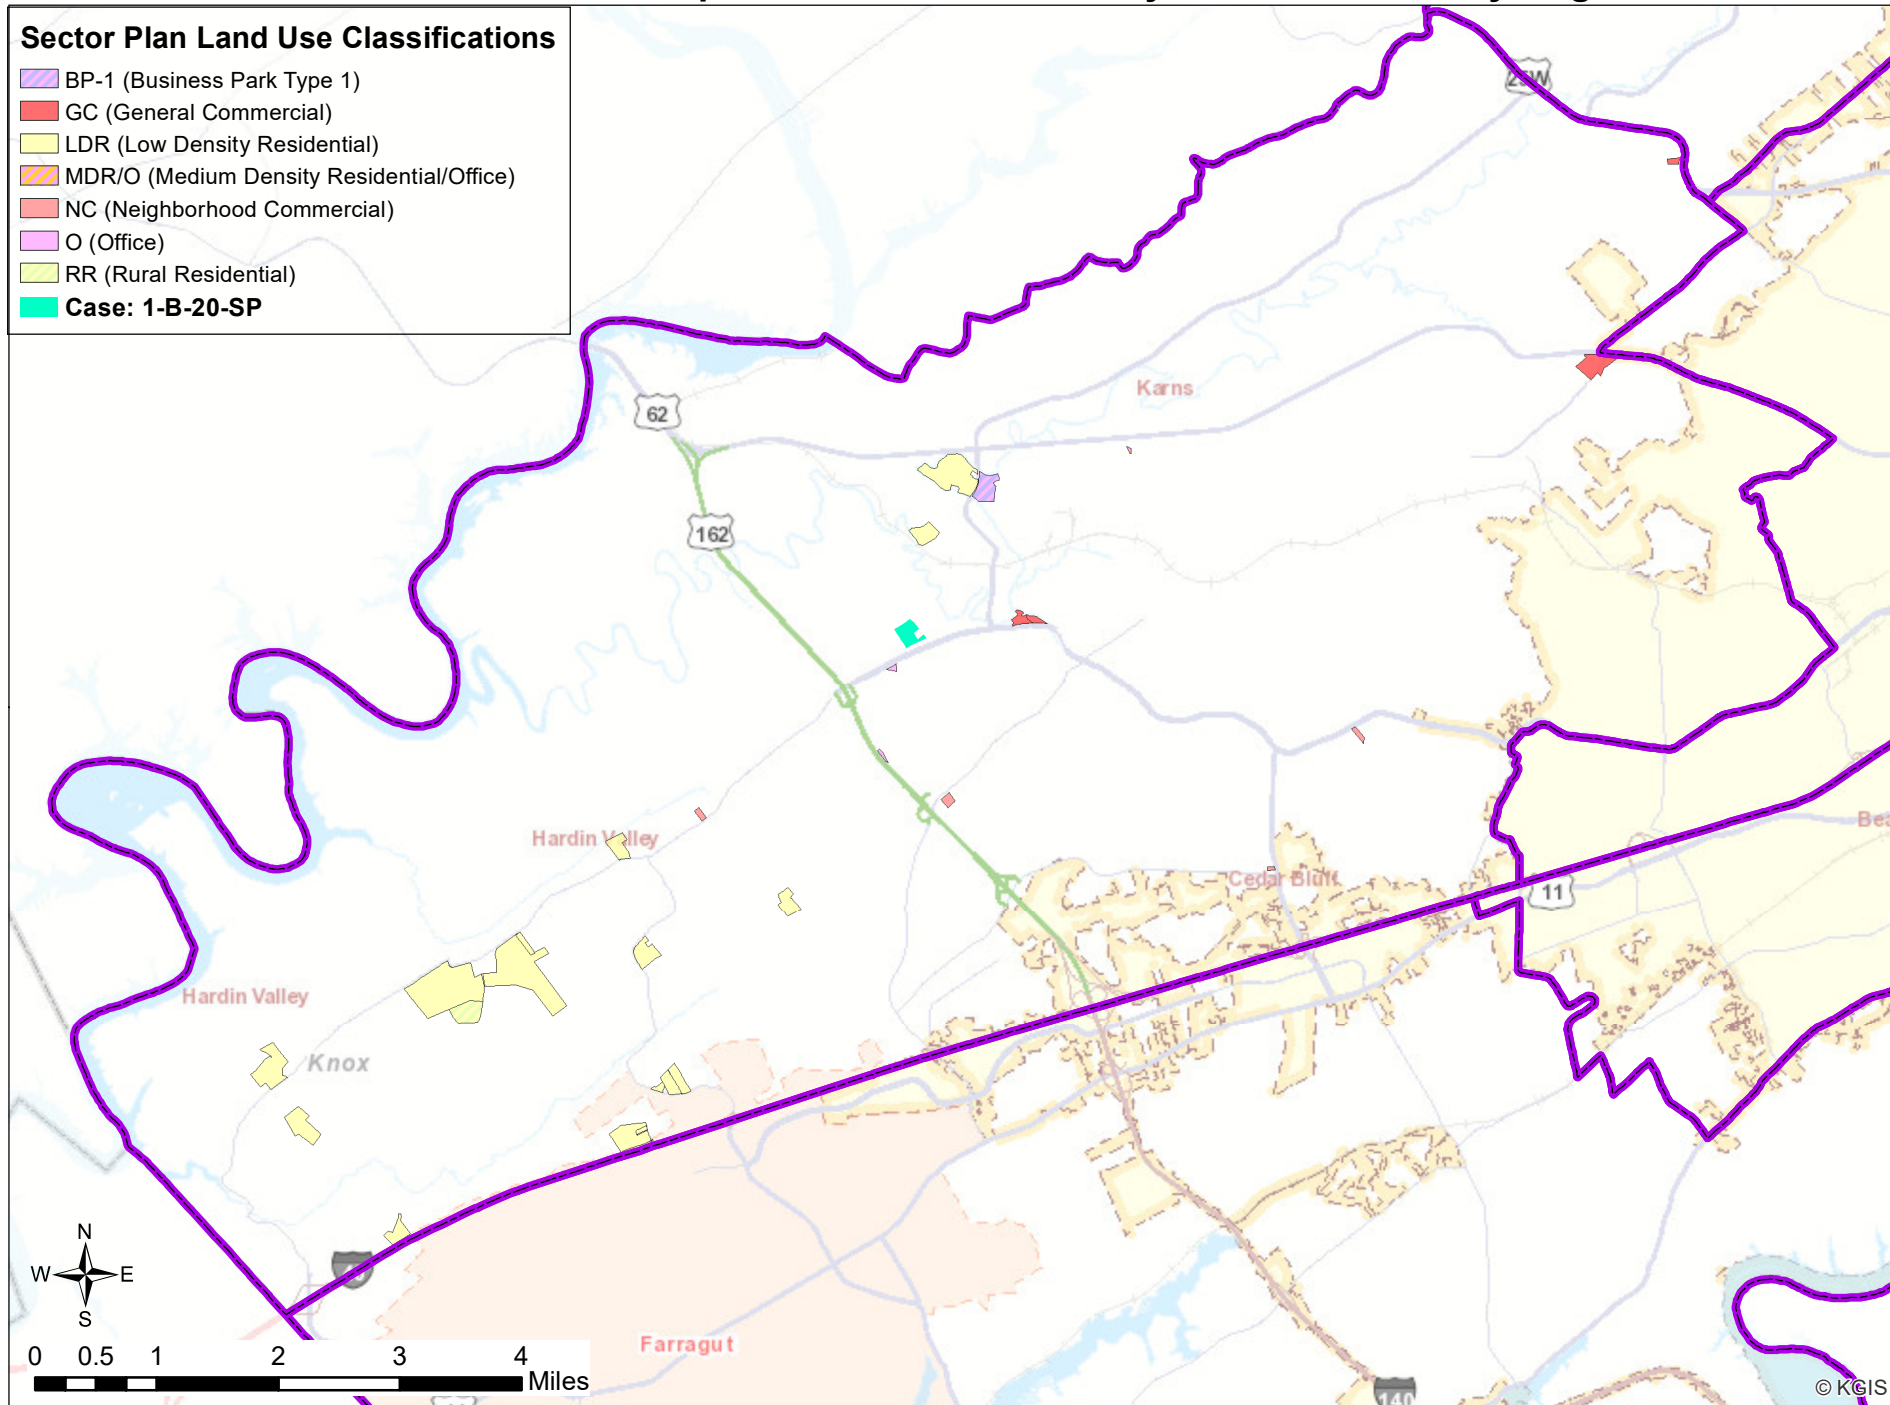 Sector Plan Land Use Classifications
BP-1 (Business Park Type 1)
GC (General Commercial)
LDR (Low Density Residential)
MDR/O (Medium Density Residential/Office)
NC (Neighborhood Commercial)
O (Office)
RR (Rural Residential)
Case: 1-B-20-SP
25W
62
Karns
162
Hardin Valley
Cedar Bluff
11
Bea
Hardin Valley
Knox
N
W E
S
Farragut
0 0.5 1 2 3 4
Miles
140
© KGIS